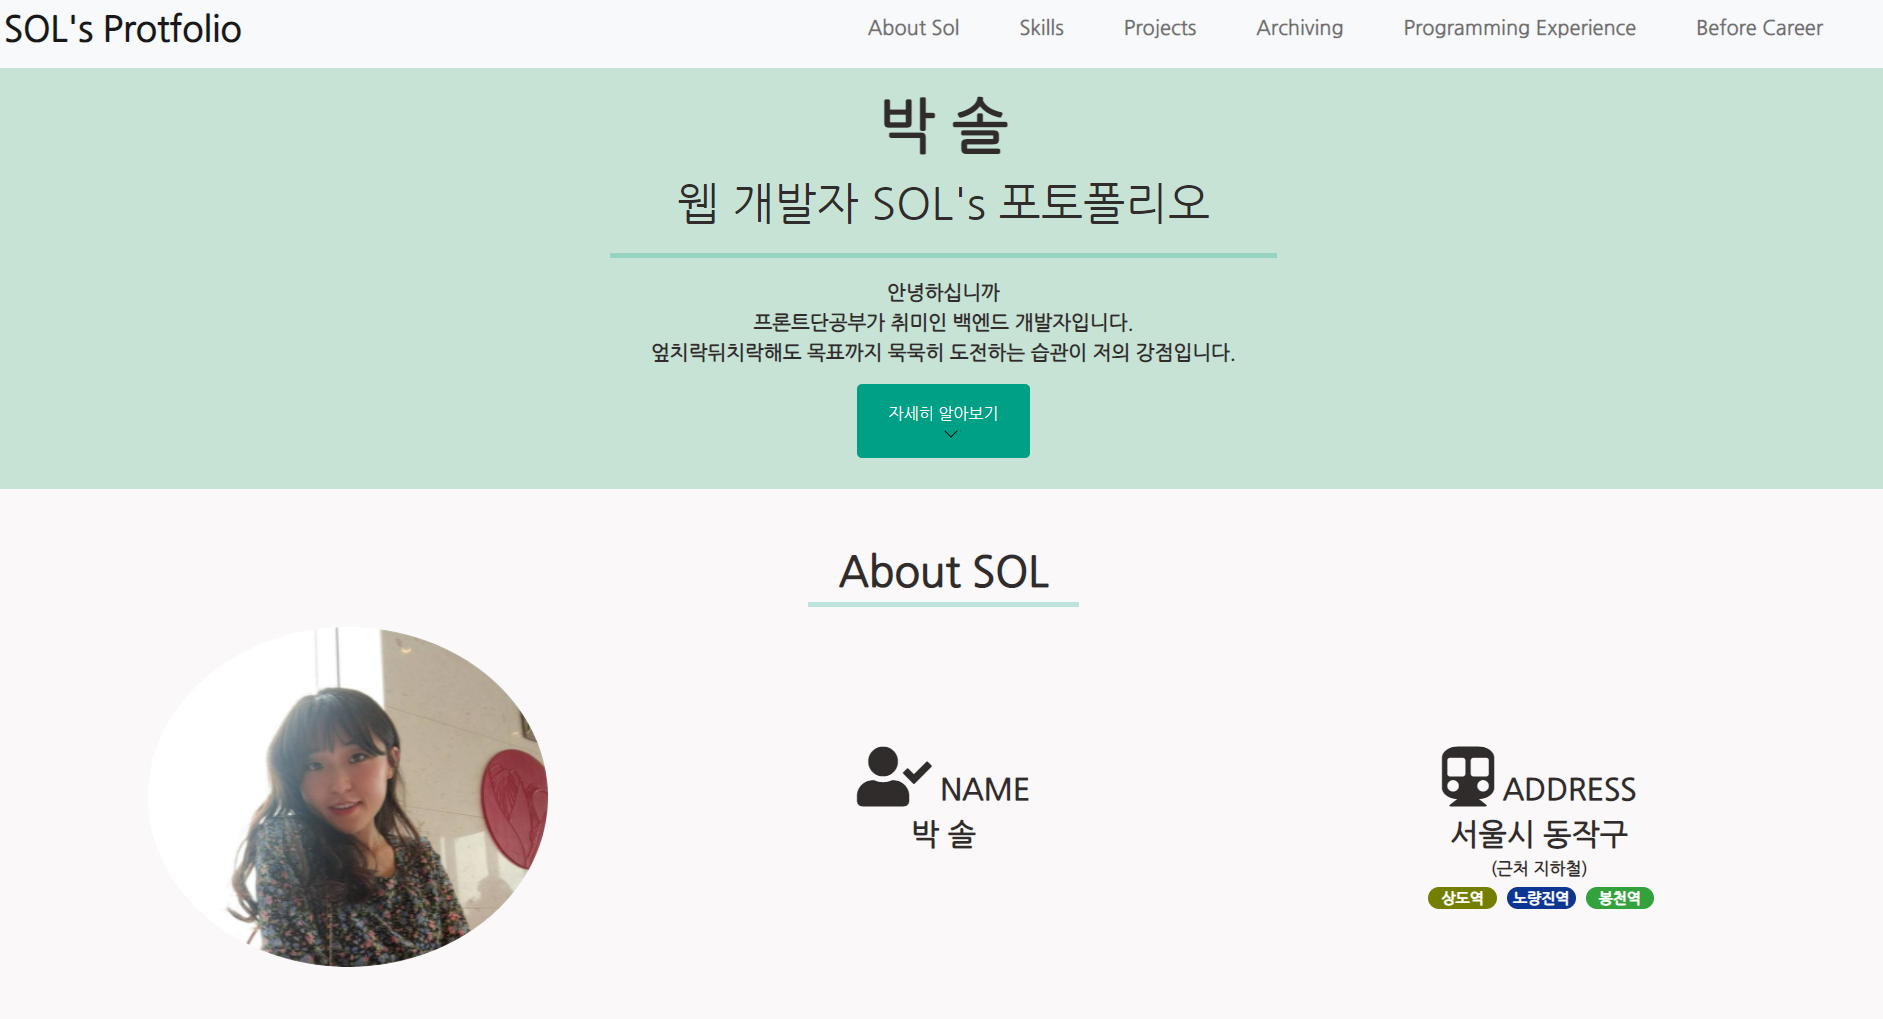 SOL's Protfolio
About Sol Skills Projects Archiving Programming Experience Before Career
박 솔
웹 개발자 SOL's 포토폴리오
안녕하십니까
프론트단공부가 취미인 백엔드 개발자입니다.
엎치락뒤치락해도 목표까지 묵묵히 도전하는 습관이 저의 강점입니다.
자세히 알아보기
About SOL
NAME
박 솔
ADDRESS
서울시 동작구
(근처 지하철)
상도역 노량진역 봉천역